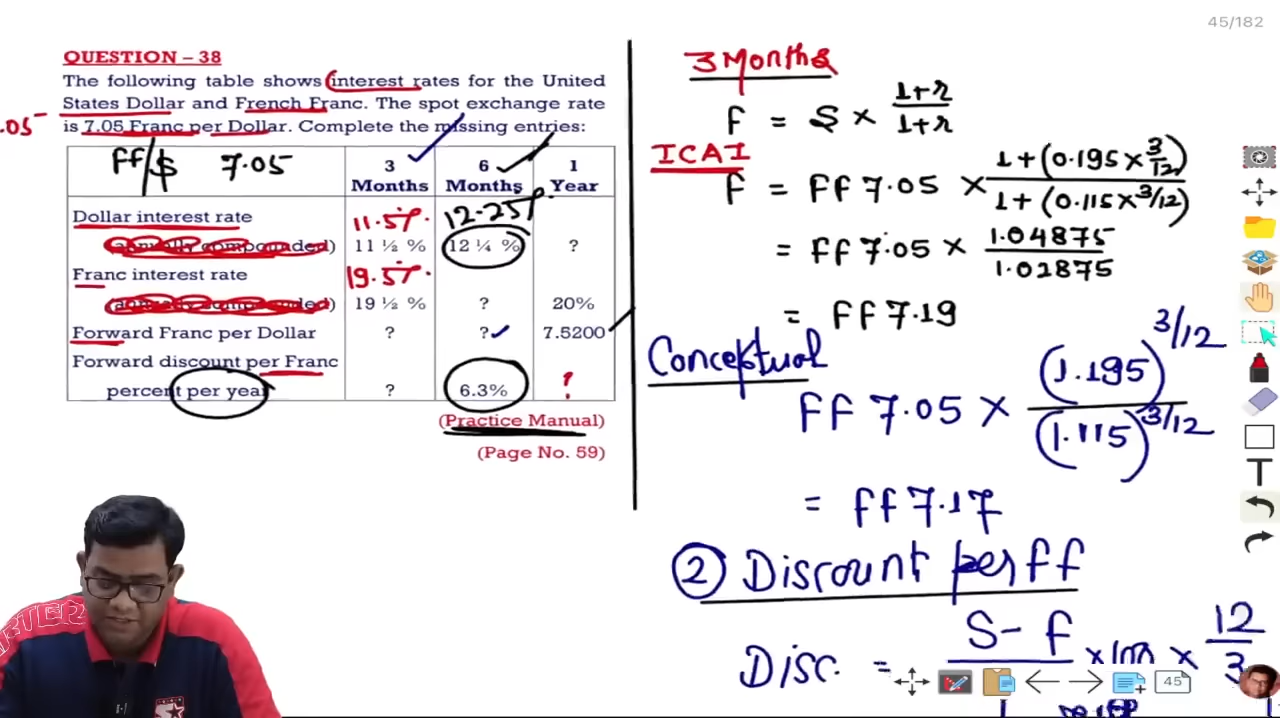 45/182
QUESTION – 38
The following table shows interest rates for the United
States Dollar and French Franc. The spot exchange rate
is 7.05 Franc per Dollar. Complete the missing entries:
.05
ff/$ 7.05
3 Months
6 Months
1 Year
Dollar interest rate
11.5%.
12.25%.
(annually compounded)
11 ½ %
12 ¼ %
?
Franc interest rate
19.5%.
(annually compounded)
19 ½ %
?
20%
Forward Franc per Dollar
?
?
7.5200
Forward discount per Franc
percent per year
?
6.3%
?
(Practice Manual)
(Page No. 59)
3 Months
f = S × 1+r / 1+r
ICAI
f = FF 7.05 × 1+(0.195×3/12) / 1+(0.115×3/12)
= FF 7.05 × 1.04875 / 1.02875
= FF 7.19
Conceptual
FF 7.05 × (1.195)^3/12 / (1.115)^3/12
= FF 7.17
② Discount per ff
Disc. = S - f × 100 × 12/3
45